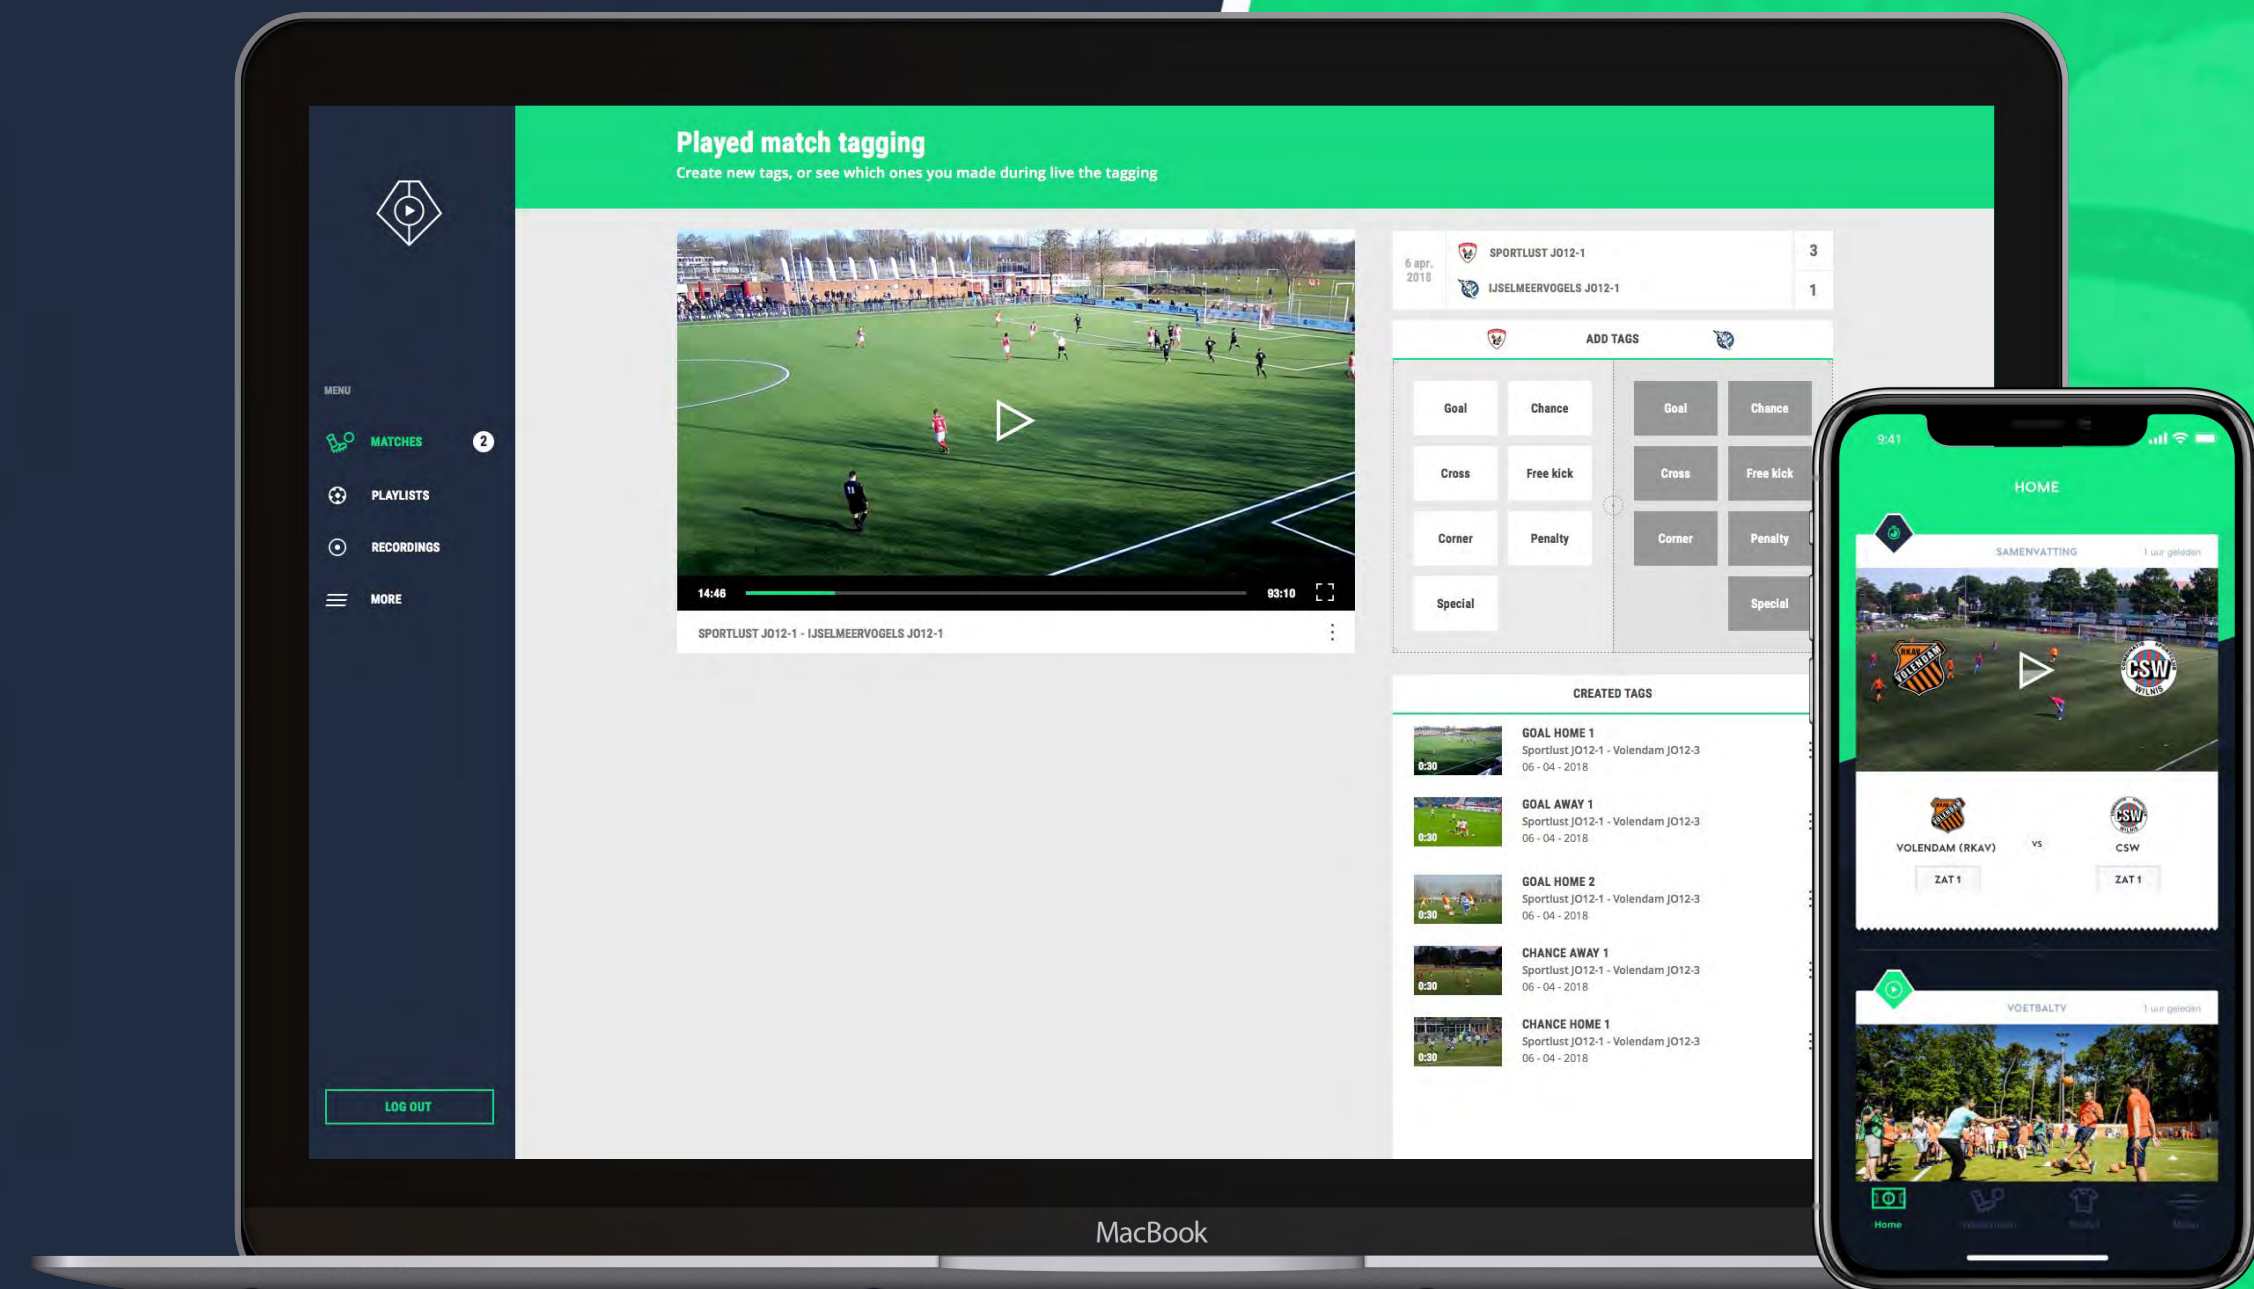 Played match tagging
Create new tags, or see which ones you made during live the tagging
MENU
MATCHES 2
PLAYLISTS
RECORDINGS
MORE
LOG OUT
14:46 93:10
SPORTLUST JO12-1 - IJSELMEERVOGELS JO12-1
6 apr.
2018
SPORTLUST JO12-1 3
IJSELMEERVOGELS JO12-1 1
ADD TAGS
Goal Chance Goal Chance
Cross Free kick Cross Free kick
Corner Penalty Corner Penalty
Special Special
CREATED TAGS
GOAL HOME 1
Sportlust JO12-1 - Volendam JO12-3
0:30 06 - 04 - 2018
GOAL AWAY 1
Sportlust JO12-1 - Volendam JO12-3
0:30 06 - 04 - 2018
GOAL HOME 2
Sportlust JO12-1 - Volendam JO12-3
0:30 06 - 04 - 2018
CHANCE AWAY 1
Sportlust JO12-1 - Volendam JO12-3
0:30 06 - 04 - 2018
CHANCE HOME 1
Sportlust JO12-1 - Volendam JO12-3
0:30 06 - 04 - 2018
MacBook
9:41
HOME
SAMENVATTING 1 uur geleden
RKAV
VOLENDAM
CSW
WILNIS
VOLENDAM (RKAV) vs CSW
ZAT 1 ZAT 1
VOETBALTV 1 uur geleden
Home